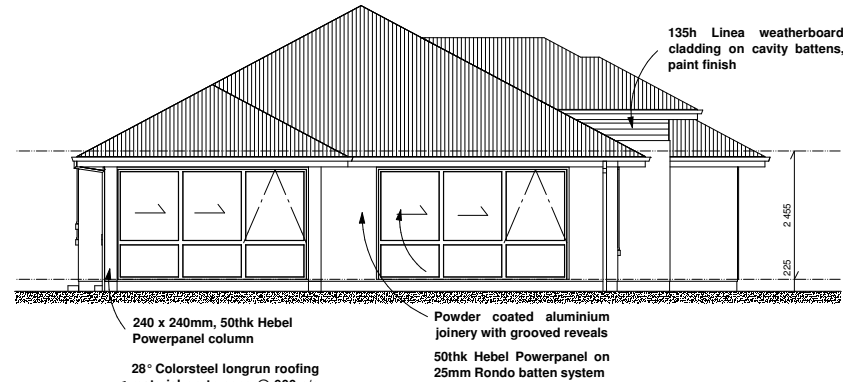 135h Linea weatherboard
cladding on cavity battens,
paint finish
2 455
225
240 x 240mm, 50thk Hebel
Powerpanel column
Powder coated aluminium
joinery with grooved reveals
28° Colorsteel longrun roofing
50thk Hebel Powerpanel on
25mm Rondo batten system